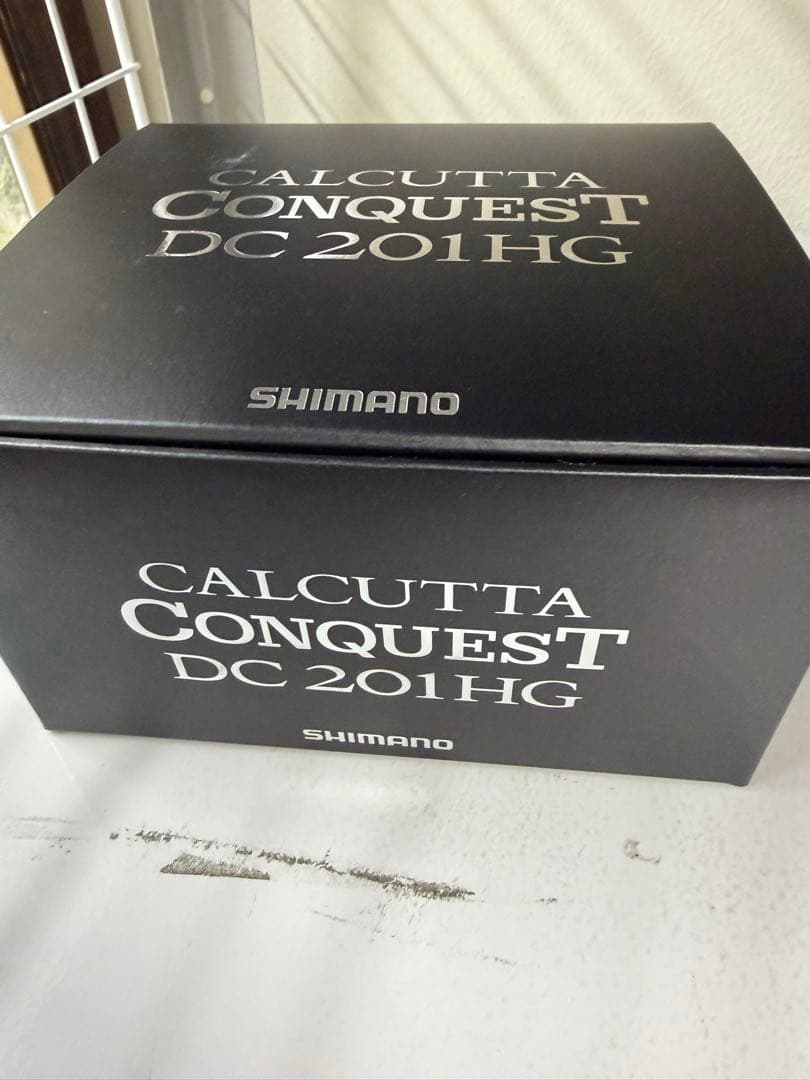 CALCUTTA
CONQUEST
DC 201HG
SHIMANO
CALCUTTA
CONQUEST
DC 201HG
SHIMANO